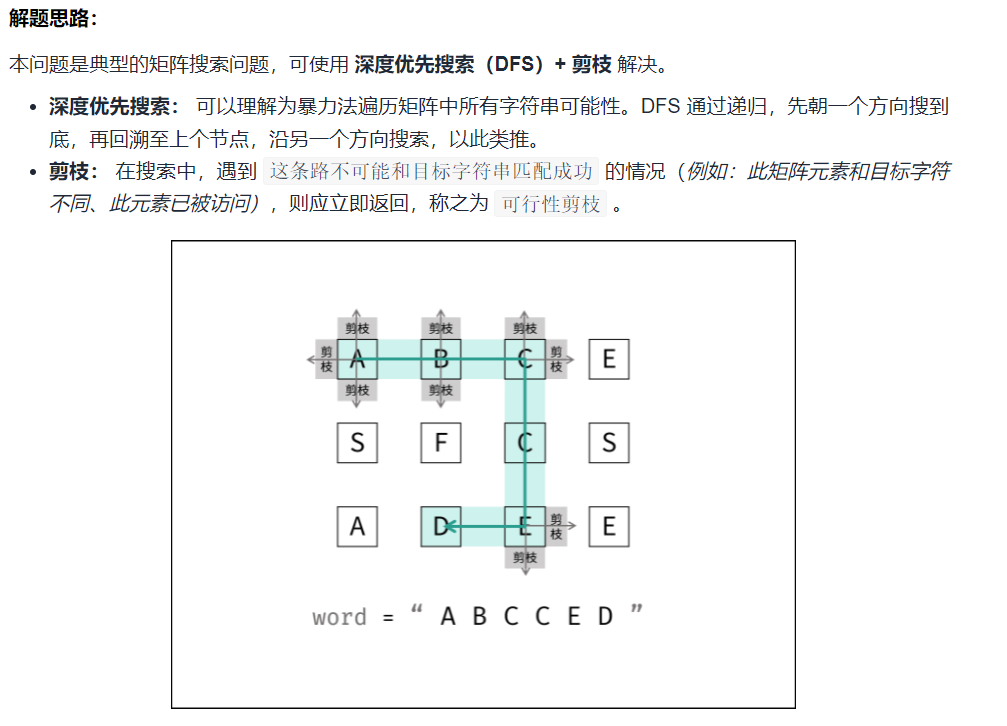 解题思路：
本问题是典型的矩阵搜索问题，可使用 深度优先搜索（DFS）+ 剪枝 解决。
• 深度优先搜索： 可以理解为暴力法遍历矩阵中所有字符串可能性。DFS 通过递归，先朝一个方向搜到
底，再回溯至上个节点，沿另一个方向搜索，以此类推。
• 剪枝： 在搜索中，遇到 这条路不可能和目标字符串匹配成功 的情况（例如：此矩阵元素和目标字符
不同、此元素已被访问），则应立即返回，称之为 可行性剪枝 。
剪枝 剪枝 剪枝
剪枝 A B C 剪枝 E
剪枝 剪枝
S F C S
A D E 剪枝 E
剪枝
word = “ A B C C E D ”